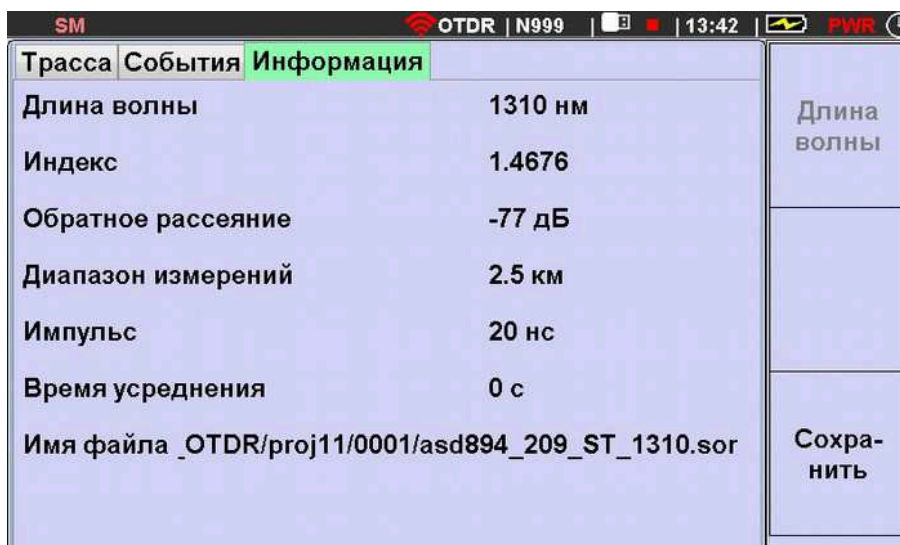 SM OTDR | N999 | | 13:42 | PWR
Трасса События Информация
Длина волны 1310 нм
Индекс 1.4676
Обратное рассеяние -77 дБ
Диапазон измерений 2.5 км
Импульс 20 нс
Время усреднения 0 с
Имя файла _OTDR/proj11/0001/asd894_209_ST_1310.sor
Длина
волны
Сохра-
нить